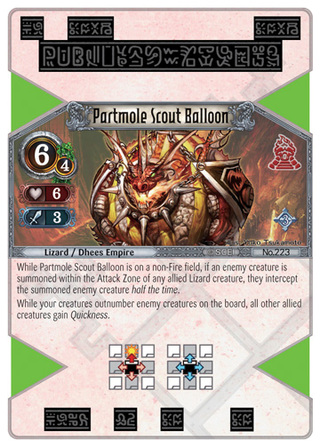 Partmole Scout Balloon
6
4
6
3
Lizard / Dhees Empire
SCE
No.223
While Partmole Scout Balloon is on a non-Fire field, if an enemy creature is
summoned within the Attack Zone of any allied Lizard creature, they intercept
the summoned enemy creature half the time.
While your creatures outnumber enemy creatures on the board, all other allied
creatures gain Quickness.